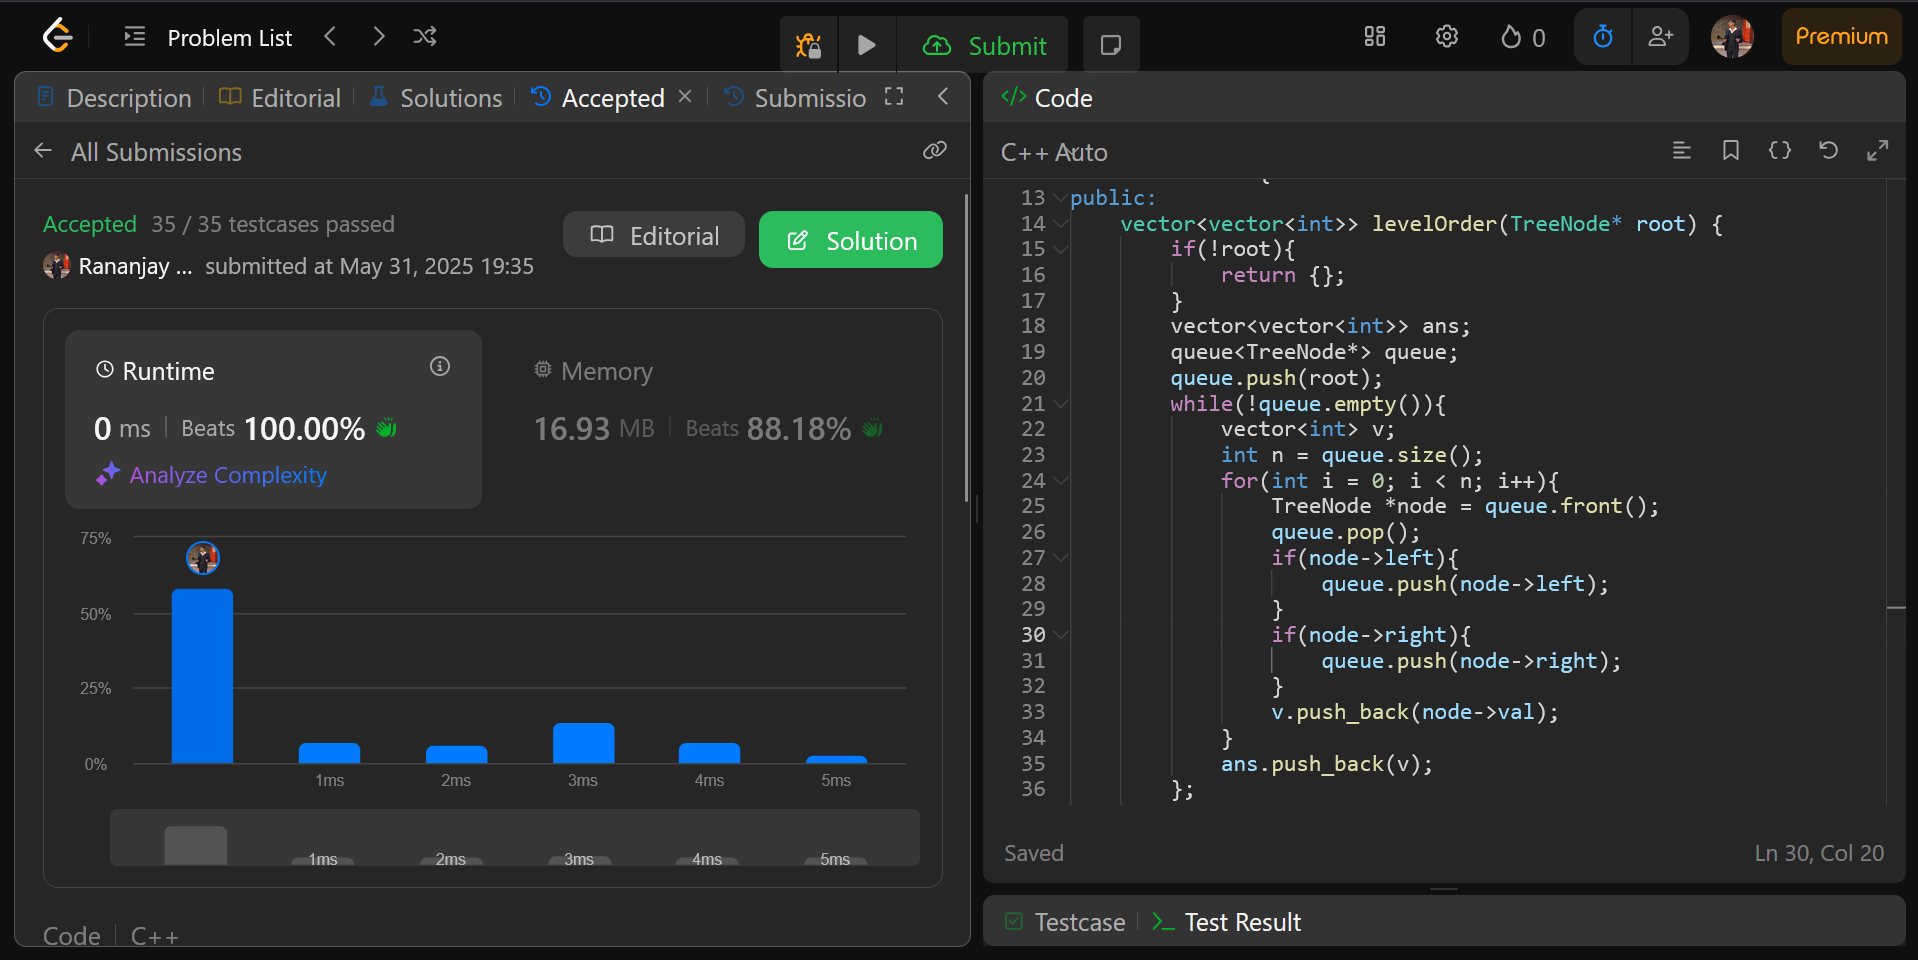 Problem List
Submit
0
Premium
Description
Editorial
Solutions
Accepted
Submissio
All Submissions
Accepted 35 / 35 testcases passed
Rananjay ... submitted at May 31, 2025 19:35
Editorial
Solution
Runtime
0 ms Beats 100.00%
Analyze Complexity
Memory
16.93 MB Beats 88.18%
75%
50%
25%
0%
1ms 2ms 3ms 4ms 5ms
1ms 2ms 3ms 4ms 5ms
Code C++
</> Code
C++ Auto
13 public:
14 vector<vector<int>> levelOrder(TreeNode* root) {
15 if(!root){
16 return {};
17 }
18 vector<vector<int>> ans;
19 queue<TreeNode*> queue;
20 queue.push(root);
21 while(!queue.empty()){
22 vector<int> v;
23 int n = queue.size();
24 for(int i = 0; i < n; i++){
25 TreeNode *node = queue.front();
26 queue.pop();
27 if(node->left){
28 queue.push(node->left);
29 }
30 if(node->right){
31 queue.push(node->right);
32 }
33 v.push_back(node->val);
34 }
35 ans.push_back(v);
36 };
Saved
Ln 30, Col 20
Testcase
Test Result